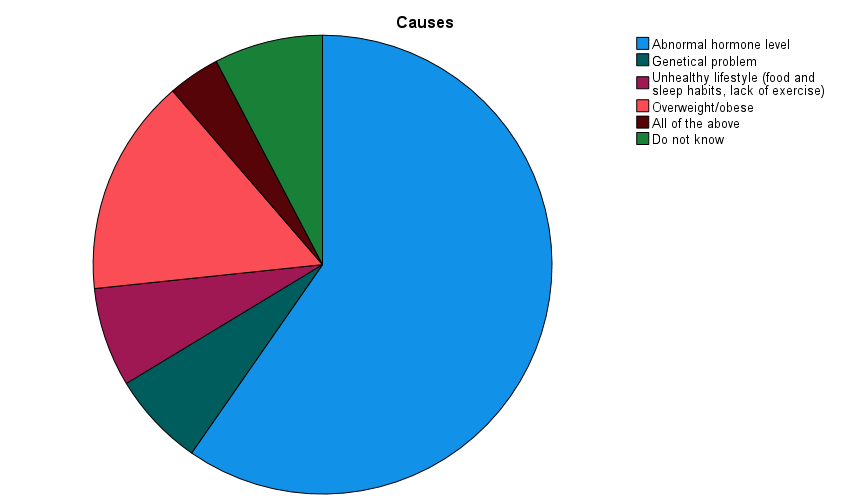 Causes
Abnormal hormone level
Genetical problem
Unhealthy lifestyle (food and
sleep habits, lack of exercise)
Overweight/obese
All of the above
Do not know